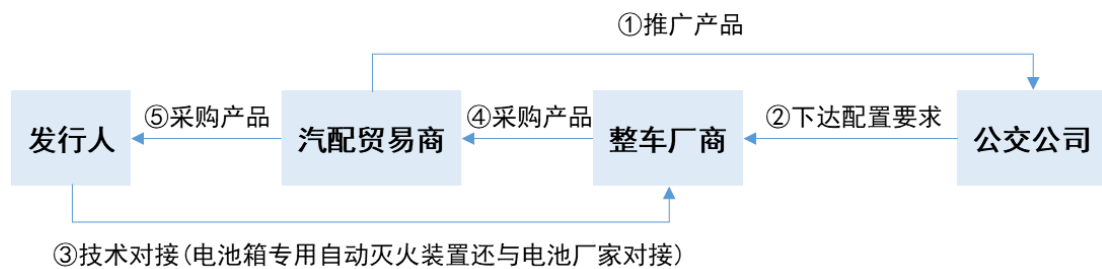 ①推广产品
⑤采购产品
④采购产品
②下达配置要求
发行人
汽配贸易商
整车厂商
公交公司
③技术对接(电池箱专用自动灭火装置还与电池厂家对接)